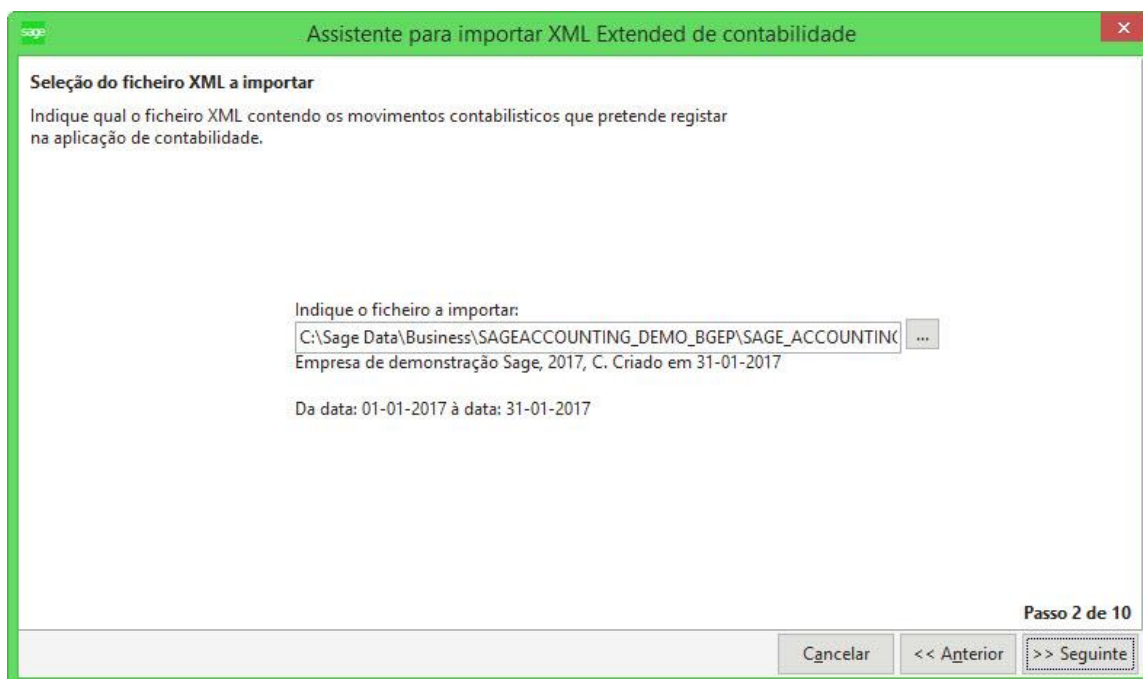 sage
Assistente para importar XML Extended de contabilidade
Seleção do ficheiro XML a importar
Indique qual o ficheiro XML contendo os movimentos contabilisticos que pretende registar
na aplicação de contabilidade.
Indique o ficheiro a importar:
C:\Sage Data\Business\SAGEACCOUNTING_DEMO_BGEP\SAGE_ACCOUNTING
...
Empresa de demonstração Sage, 2017, C. Criado em 31-01-2017
Da data: 01-01-2017 à data: 31-01-2017
Passo 2 de 10
Cancelar
<< Anterior
>> Seguinte